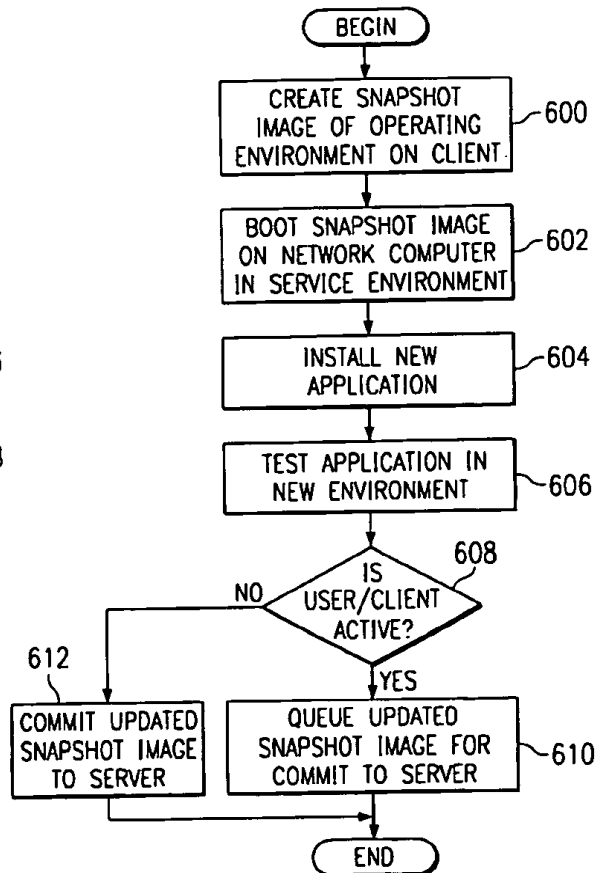 BEGIN
CREATE SNAPSHOT
IMAGE OF OPERATING
ENVIRONMENT ON CLIENT
600
BOOT SNAPSHOT IMAGE
ON NETWORK COMPUTER
IN SERVICE ENVIRONMENT
602
INSTALL NEW
APPLICATION
604
TEST APPLICATION IN
NEW ENVIRONMENT
606
IS
USER/CLIENT
ACTIVE?
608
NO
YES
612
COMMIT UPDATED
SNAPSHOT IMAGE
TO SERVER
QUEUE UPDATED
SNAPSHOT IMAGE FOR
COMMIT TO SERVER
610
END